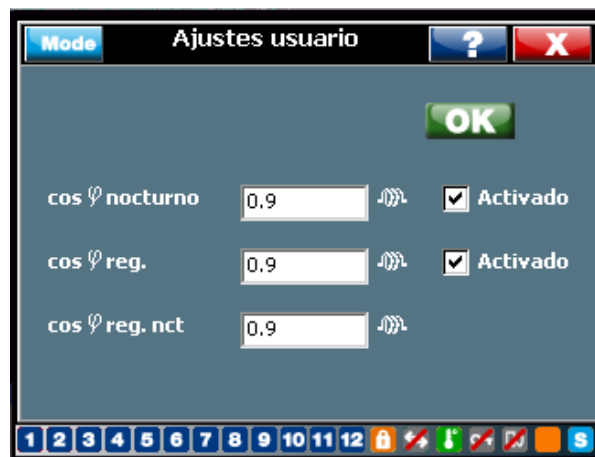 Mode Ajustes usuario ? X
OK
cos φ nocturno 0.9 Activado
cos φ reg. 0.9 Activado
cos φ reg. nct 0.9
1 2 3 4 5 6 7 8 9 10 11 12 S